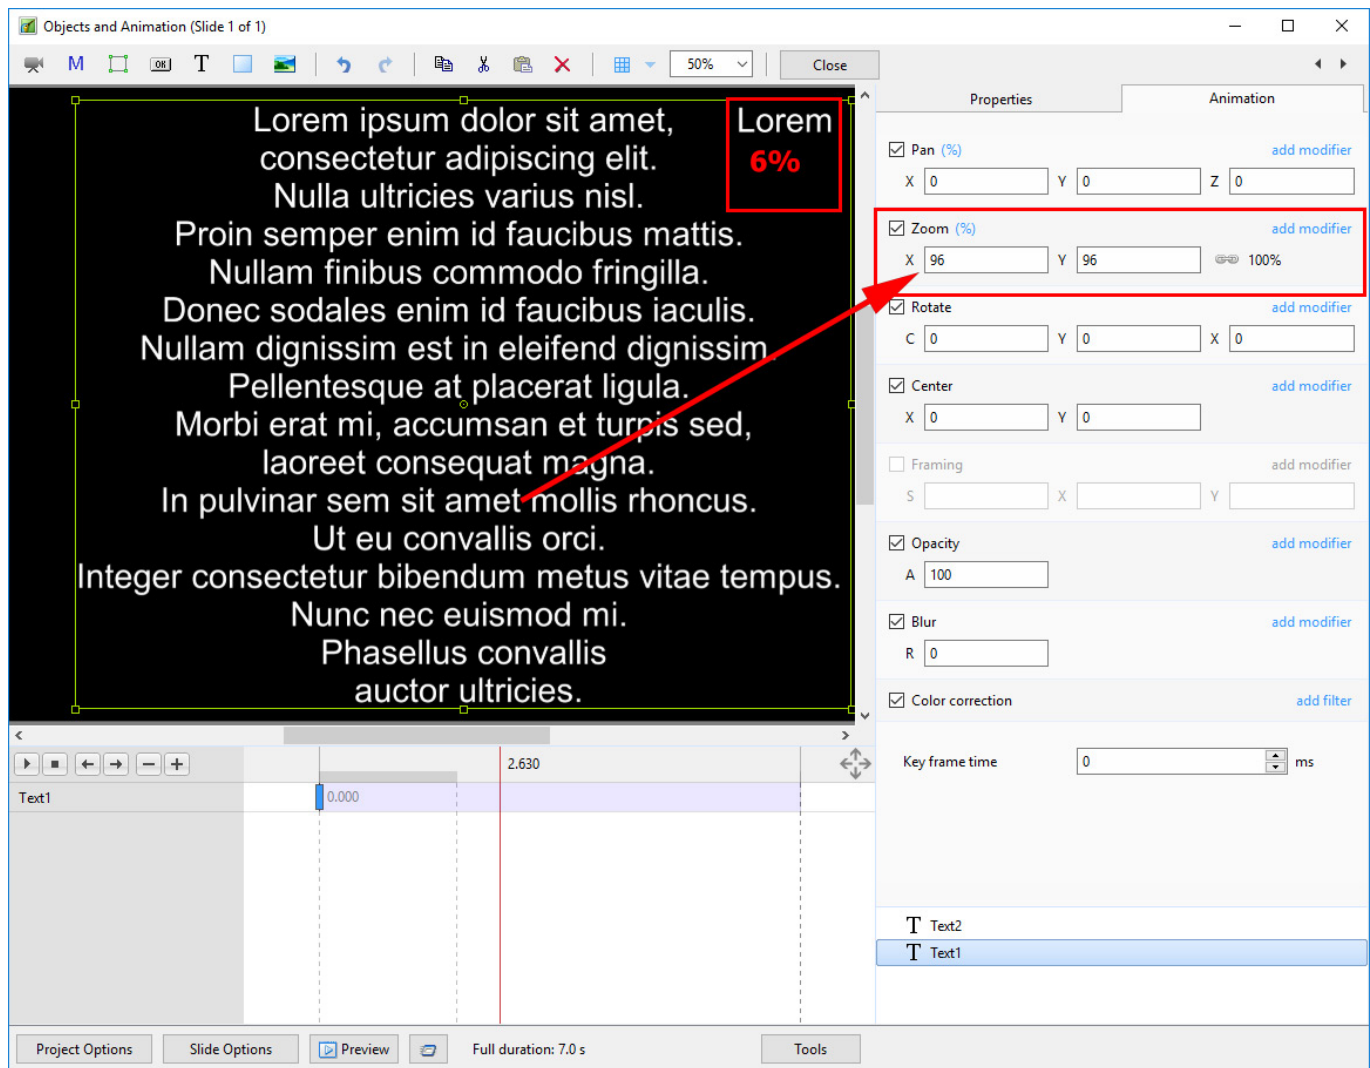 Objects and Animation (Slide 1 of 1)
M OK T 50% Close
Properties Animation
Lorem ipsum dolor sit amet,
consectetur adipiscing elit.
Nulla ultricies varius nisl.
Proin semper enim id faucibus mattis.
Nullam finibus commodo fringilla.
Donec sodales enim id faucibus iaculis.
Nullam dignissim est in eleifend dignissim.
Pellentesque at placerat ligula.
Morbi erat mi, accumsan et turpis sed,
laoreet consequat magna.
In pulvinar sem sit amet mollis rhoncus.
Ut eu convallis orci.
Integer consectetur bibendum metus vitae tempus.
Nunc nec euismod mi.
Phasellus convallis
auctor ultricies.
Lorem
6%
Pan (%) add modifier
X 0 Y 0 Z 0
Zoom (%) add modifier
X 96 Y 96 100%
Rotate add modifier
C 0 Y 0 X 0
Center add modifier
X 0 Y 0
Framing add modifier
S X Y
Opacity add modifier
A 100
Blur add modifier
R 0
Color correction add filter
Key frame time 0 ms
2.630
Text1 0.000
T Text2
T Text1
Project Options Slide Options Preview Full duration: 7.0 s Tools